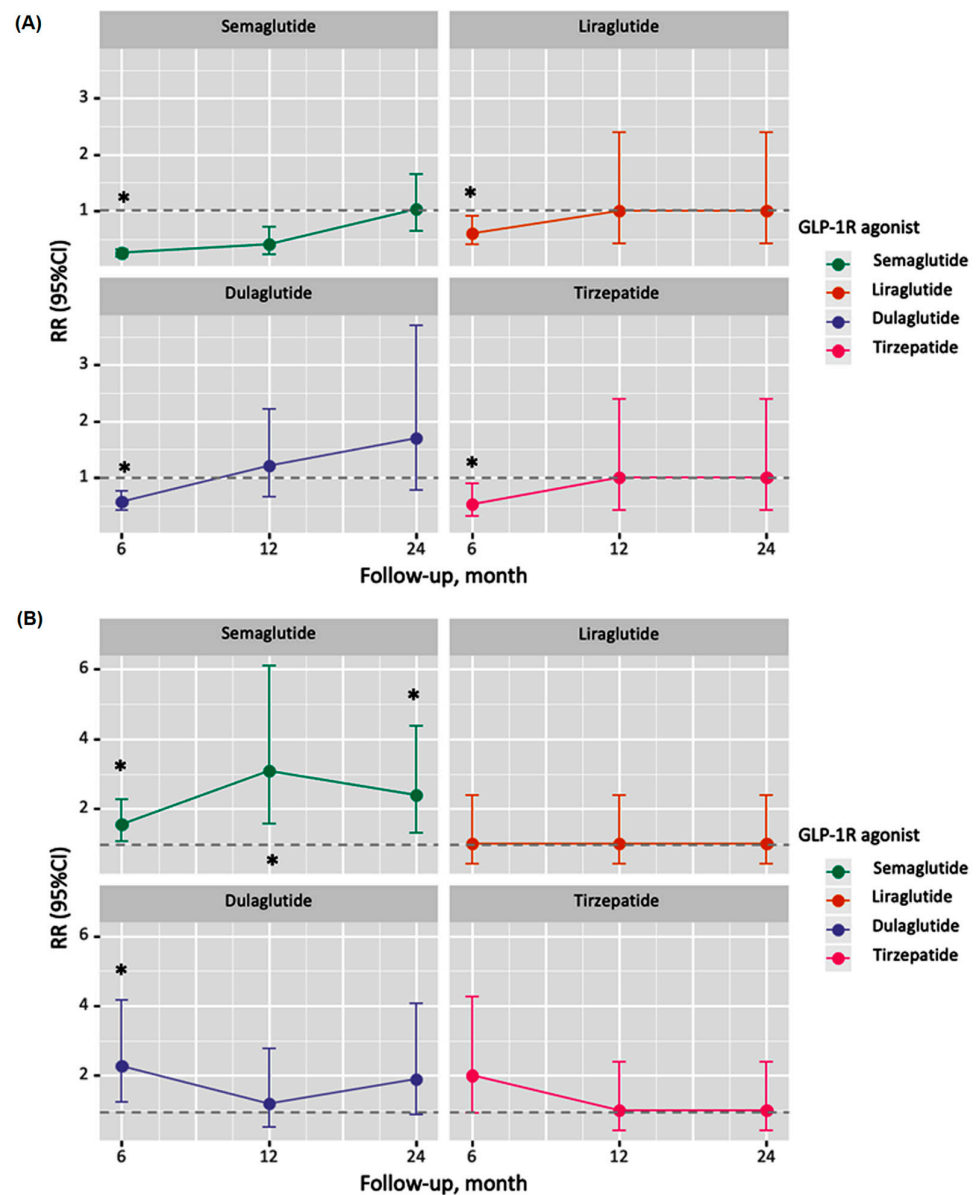 (A)
Semaglutide
Liraglutide
3
2
1
*
*
Dulaglutide
Tirzepatide
3
2
1
*
*
RR (95%CI)
6
12
24
6
12
24
Follow-up, month
GLP-1R agonist
Semaglutide
Liraglutide
Dulaglutide
Tirzepatide
(B)
Semaglutide
Liraglutide
6
4
2
*
*
*
Dulaglutide
Tirzepatide
6
4
2
*
RR (95%CI)
6
12
24
6
12
24
Follow-up, month
GLP-1R agonist
Semaglutide
Liraglutide
Dulaglutide
Tirzepatide